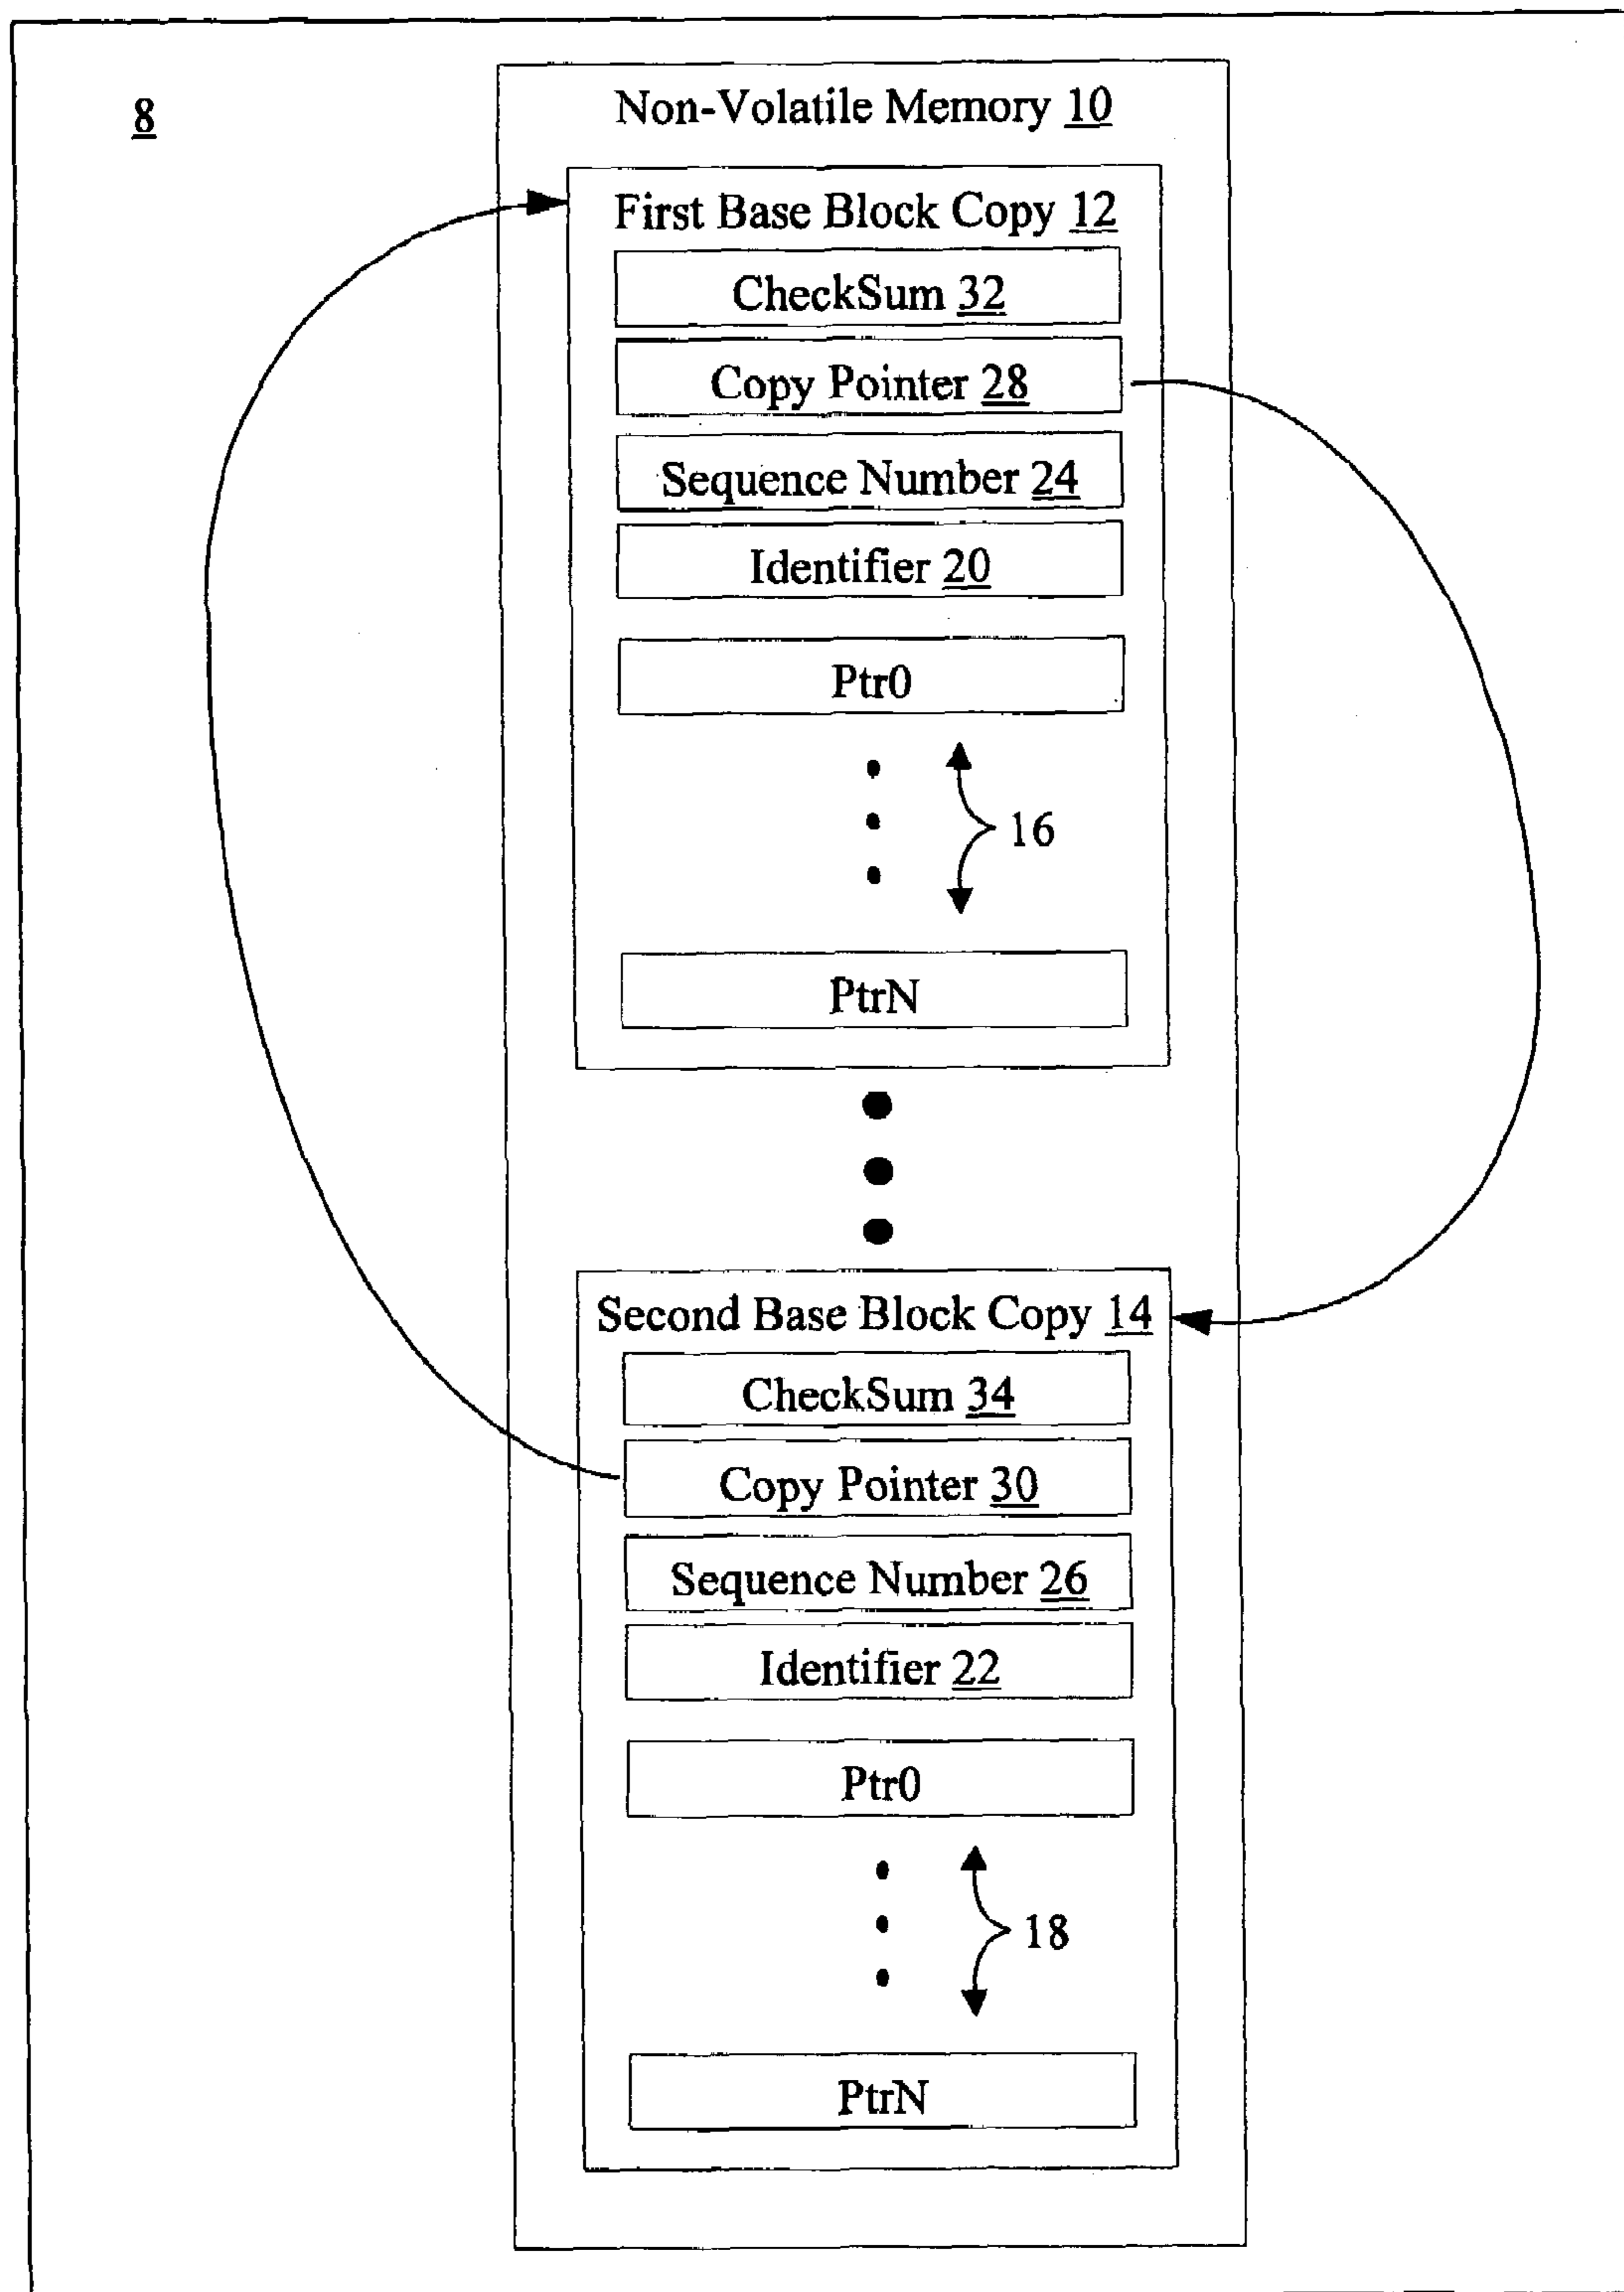 8
Non-Volatile Memory 10
First Base Block Copy 12
CheckSum 32
Copy Pointer 28
Sequence Number 24
Identifier 20
Ptr0
16
PtrN
Second Base Block Copy 14
CheckSum 34
Copy Pointer 30
Sequence Number 26
Identifier 22
Ptr0
18
PtrN